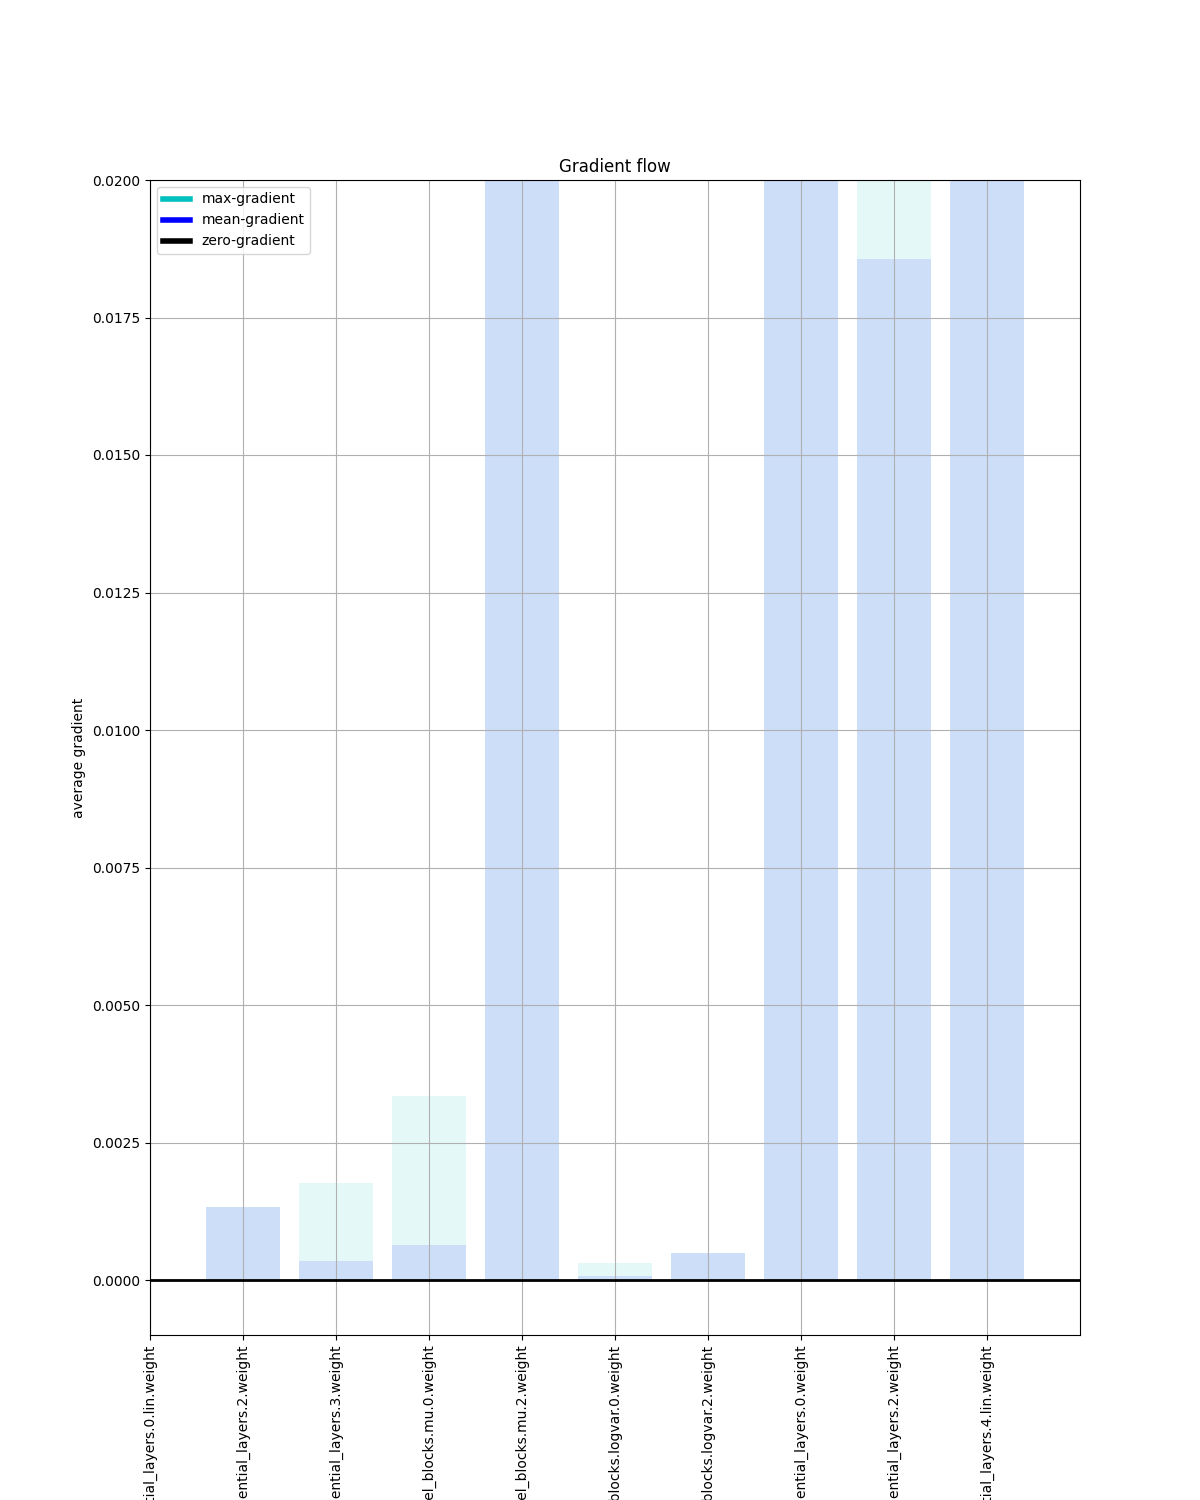 Gradient flow
max-gradient
mean-gradient
zero-gradient
0.0200
0.0175
0.0150
0.0125
0.0100
0.0075
0.0050
0.0025
0.0000
average gradient
tial_layers.0.lin.weight
ential_layers.2.weight
ential_layers.3.weight
el_blocks.mu.0.weight
el_blocks.mu.2.weight
blocks.logvar.0.weight
blocks.logvar.2.weight
ential_layers.0.weight
ential_layers.2.weight
tial_layers.4.lin.weight